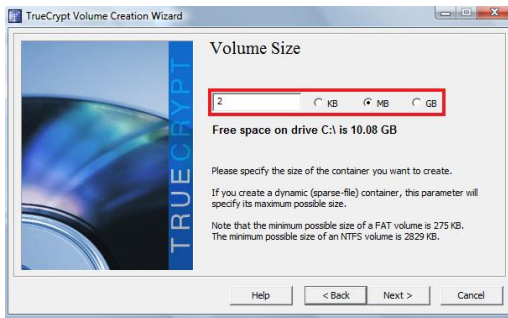 TrueCrypt Volume Creation Wizard
TRUECRYPT
Volume Size
2 KB MB GB
Free space on drive C:\ is 10.08 GB
Please specify the size of the container you want to create.
If you create a dynamic (sparse-file) container, this parameter will
specify its maximum possible size.
Note that the minimum possible size of a FAT volume is 275 KB.
The minimum possible size of an NTFS volume is 2829 KB.
Help < Back Next > Cancel